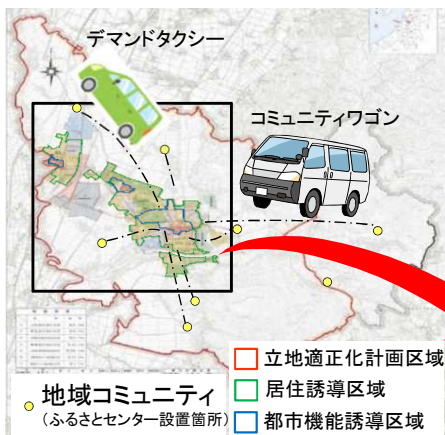 デマンドタクシー
コミュニティワゴン
立地適正化計画区域
居住誘導区域
都市機能誘導区域
地域コミュニティ
(ふるさとセンター設置箇所)